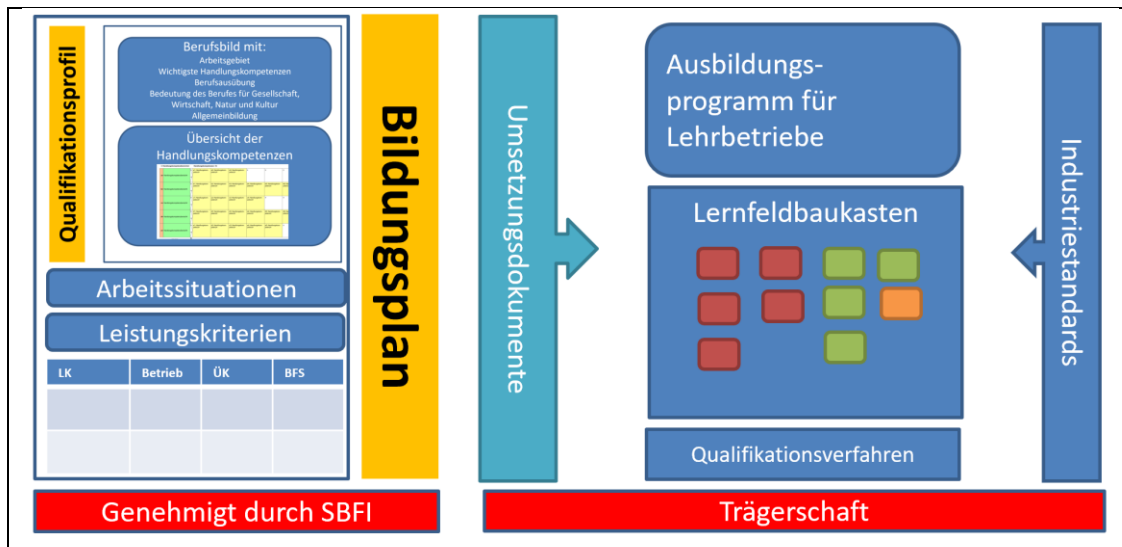 Qualifikationsprofil
Berufsbild mit:
Arbeitsgebiet
Wichtigste Handlungskompetenzen
Berufsausübung
Bedeutung des Berufes für Gesellschaft,
Wirtschaft, Natur und Kultur
Allgemeinbildung
Übersicht der
Handlungskompetenzen
Arbeitssituationen
Leistungskriterien
LK Betrieb ÜK BFS
Bildungsplan
Genehmigt durch SBFI
Umsetzungsdokumente
Ausbildungs-
programm für
Lehrbetriebe
Lernfeldbaukasten
Qualifikationsverfahren
Industriestandards
Trägerschaft